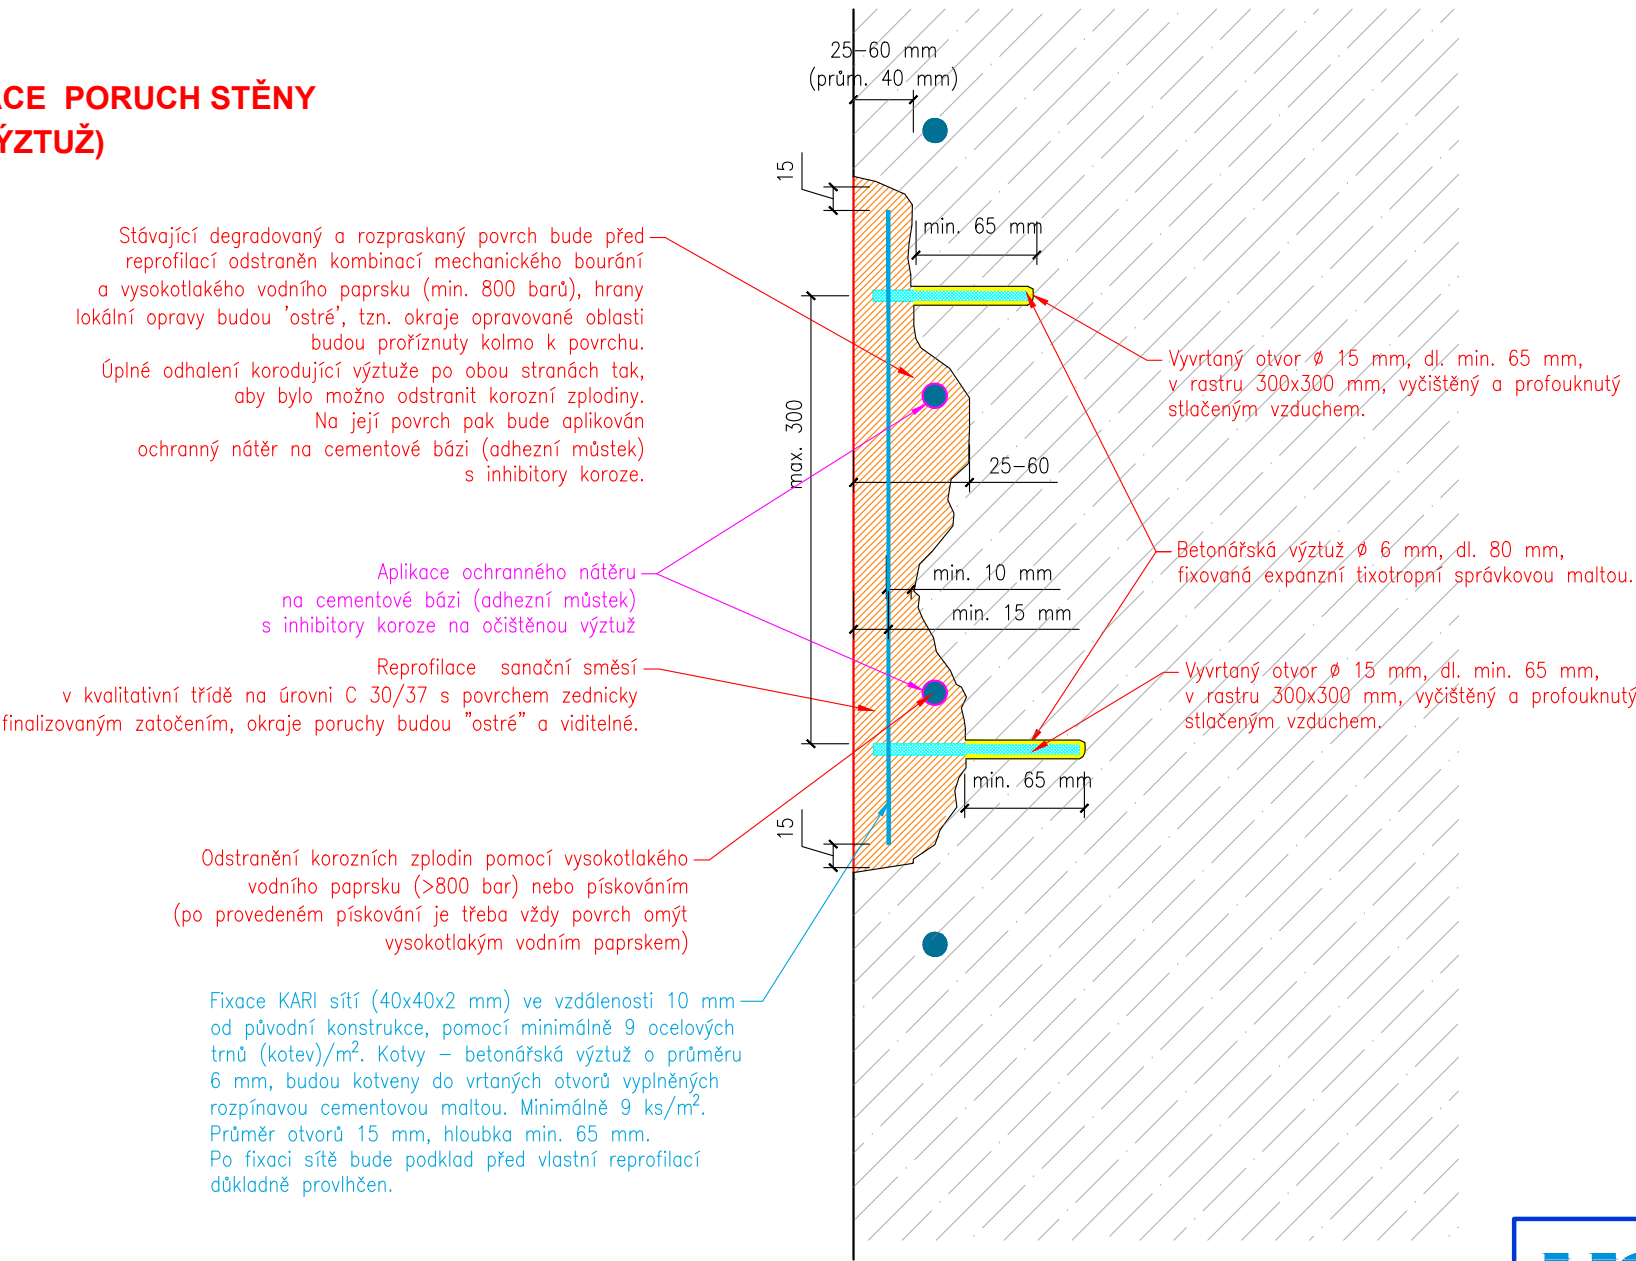 ACE PORUCH STĚNY
ÝZTUŽ)
25-60 mm
(prům. 40 mm)
15
min. 65 mm
Stávající degradovaný a rozpraskaný povrch bude před
reprofilací odstraněn kombinací mechanického bourání
a vysokotlakého vodního paprsku (min. 800 barů), hrany
lokální opravy budou 'ostré', tzn. okraje opravované oblasti
budou proříznuty kolmo k povrchu.
Úplné odhalení korodující výztuže po obou stranách tak,
aby bylo možno odstranit korozní zplodiny.
Na její povrch pak bude aplikován
ochranný nátěr na cementové bázi (adhezní můstek)
s inhibitory koroze.
Vyvrtaný otvor ø 15 mm, dl. min. 65 mm,
v rastru 300x300 mm, vyčištěný a profouknutý
stlačeným vzduchem.
max. 300
25-60
Betonářská výztuž ø 6 mm, dl. 80 mm,
fixovaná expanzní tixotropní správkovou maltou.
min. 10 mm
min. 15 mm
Aplikace ochranného nátěru
na cementové bázi (adhezní můstek)
s inhibitory koroze na očištěnou výztuž
Reprofilace sanační směsí
v kvalitativní třídě na úrovni C 30/37 s povrchem zednicky
finalizovaným zatočením, okraje poruchy budou "ostré" a viditelné.
Vyvrtaný otvor ø 15 mm, dl. min. 65 mm,
v rastru 300x300 mm, vyčištěný a profouknutý
stlačeným vzduchem.
min. 65 mm
15
Odstranění korozních zplodin pomocí vysokotlakého
vodního paprsku (>800 bar) nebo pískováním
(po provedeném pískování je třeba vždy povrch omýt
vysokotlakým vodním paprskem)
Fixace KARI sítí (40x40x2 mm) ve vzdálenosti 10 mm
od původní konstrukce, pomocí minimálně 9 ocelových
trnů (kotev)/m². Kotvy – betonářská výztuž o průměru
6 mm, budou kotveny do vrtaných otvorů vyplněných
rozpínavou cementovou maltou. Minimálně 9 ks/m².
Průměr otvorů 15 mm, hloubka min. 65 mm.
Po fixaci sítě bude podklad před vlastní reprofilací
důkladně provlhčen.